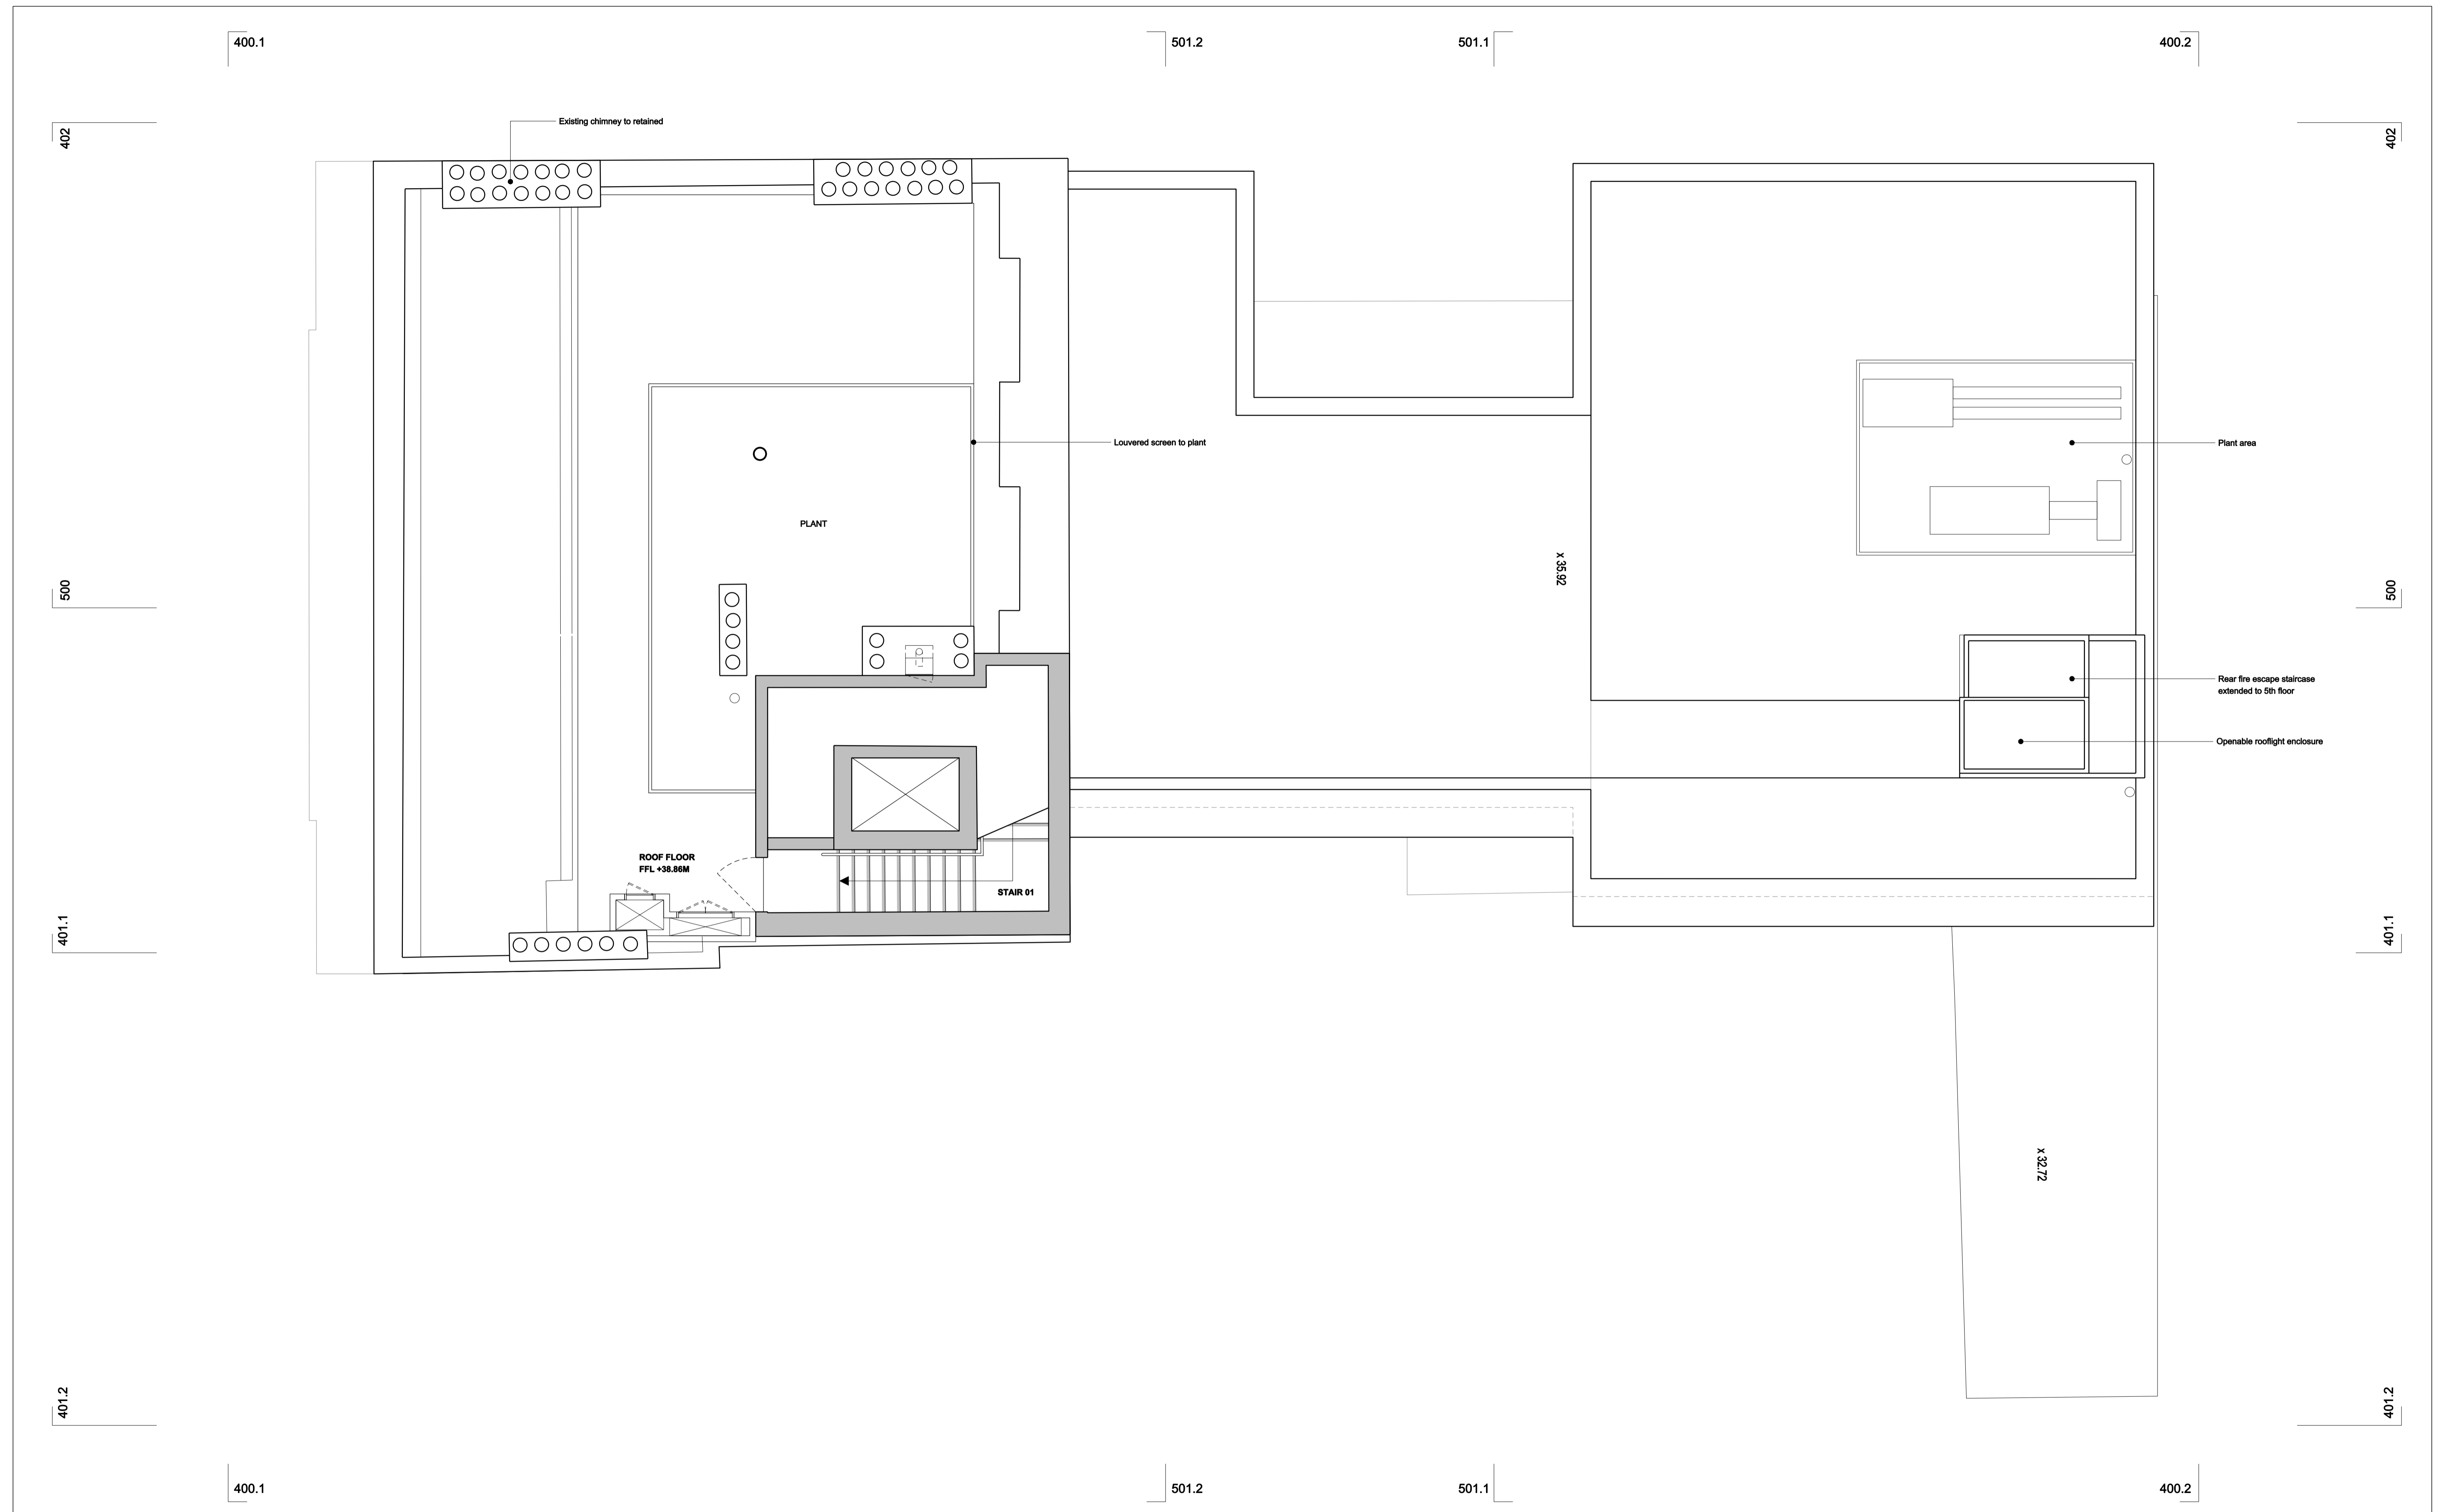 400.1
501.2
501.1
400.2
402
402
Existing chimney to retained
Louvered screen to plant
Plant area
PLANT
x 35.92
500
500
Rear fire escape staircase
extended to 5th floor
Openable rooflight enclosure
ROOF FLOOR
FFL +38.86M
STAIR 01
401.1
401.1
x 32.72
401.2
401.2
400.1
501.2
501.1
400.2